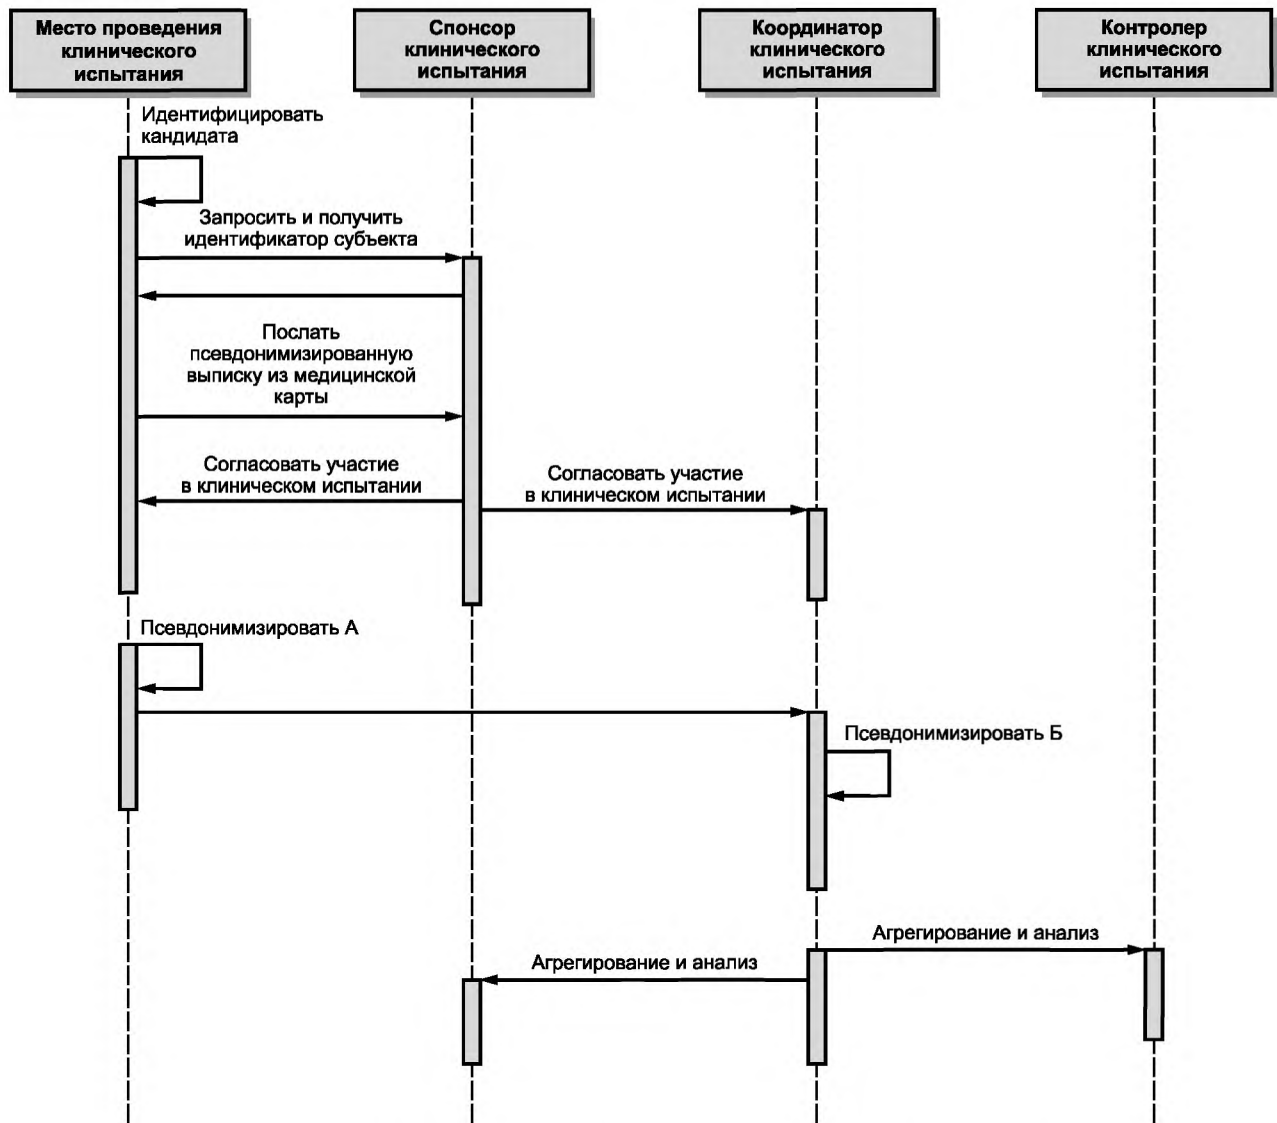 Место проведения
клинического
испытания
Спонсор
клинического
испытания
Координатор
клинического
испытания
Контролер
клинического
испытания
Идентифицировать
кандидата
Запросить и получить
идентификатор субъекта
Послать
псевдонимизированную
выписку из медицинской
карты
Согласовать участие
в клиническом испытании
Согласовать участие
в клиническом испытании
Псевдонимизировать А
Псевдонимизировать Б
Агрегирование и анализ
Агрегирование и анализ